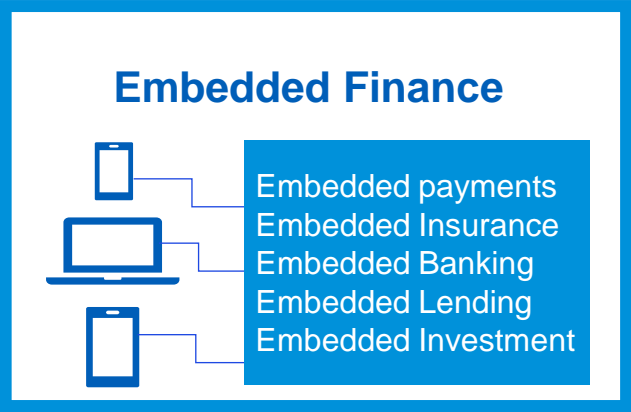 Embedded Finance
Embedded payments
Embedded Insurance
Embedded Banking
Embedded Lending
Embedded Investment